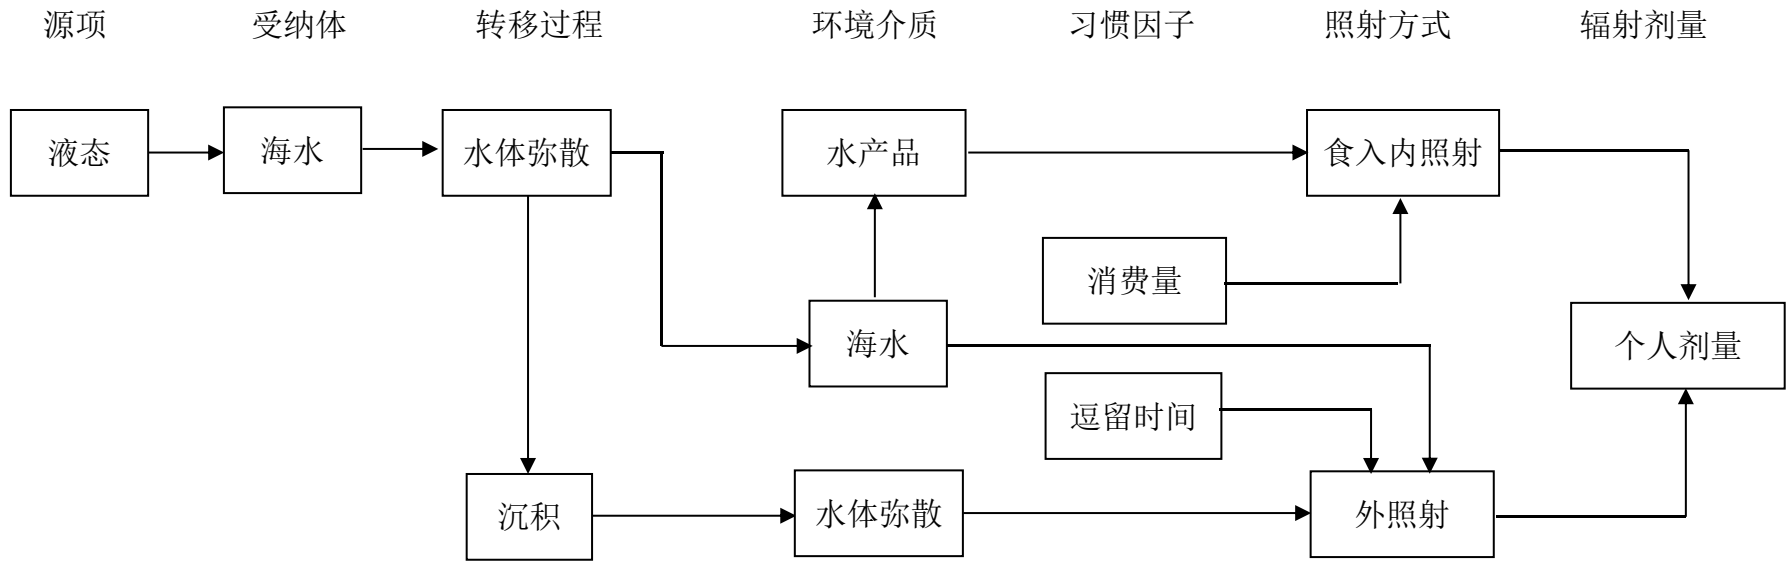 源项 受纳体 转移过程 环境介质 习惯因子 照射方式 辐射剂量
液态 海水 水体弥散 水产品 食入内照射
消费量
海水 个人剂量
逗留时间
沉积 水体弥散 外照射